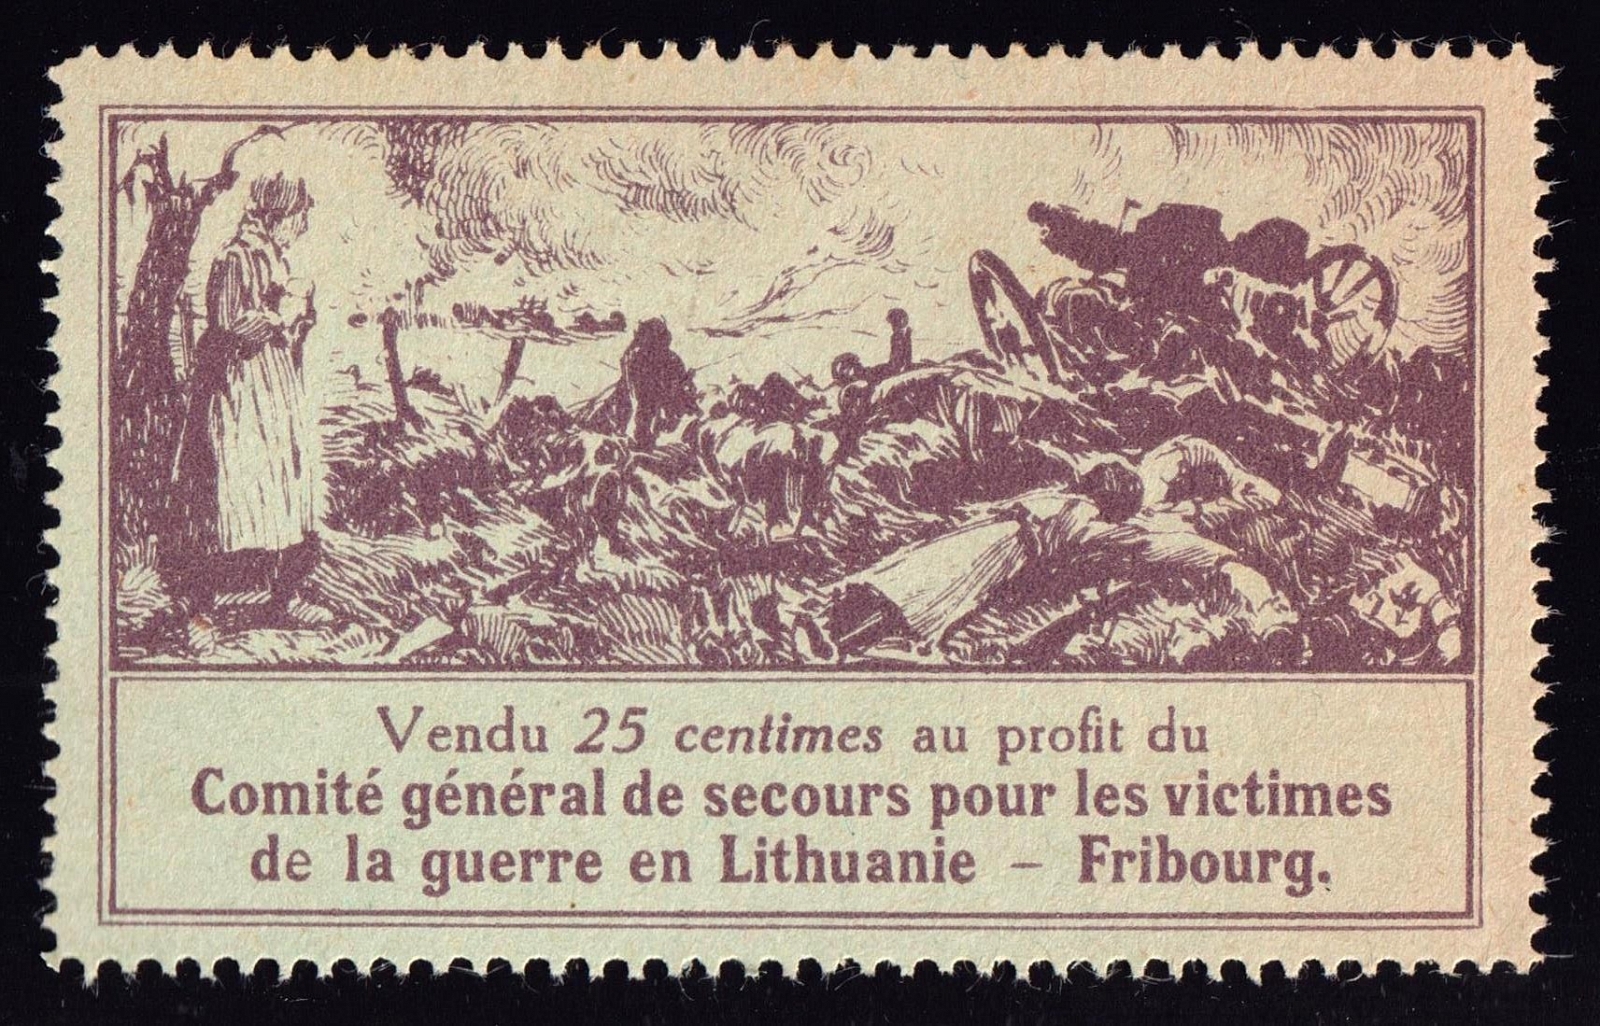 Vendu 25 centimes au profit du
Comité général de secours pour les victimes
de la guerre en Lithuanie – Fribourg.